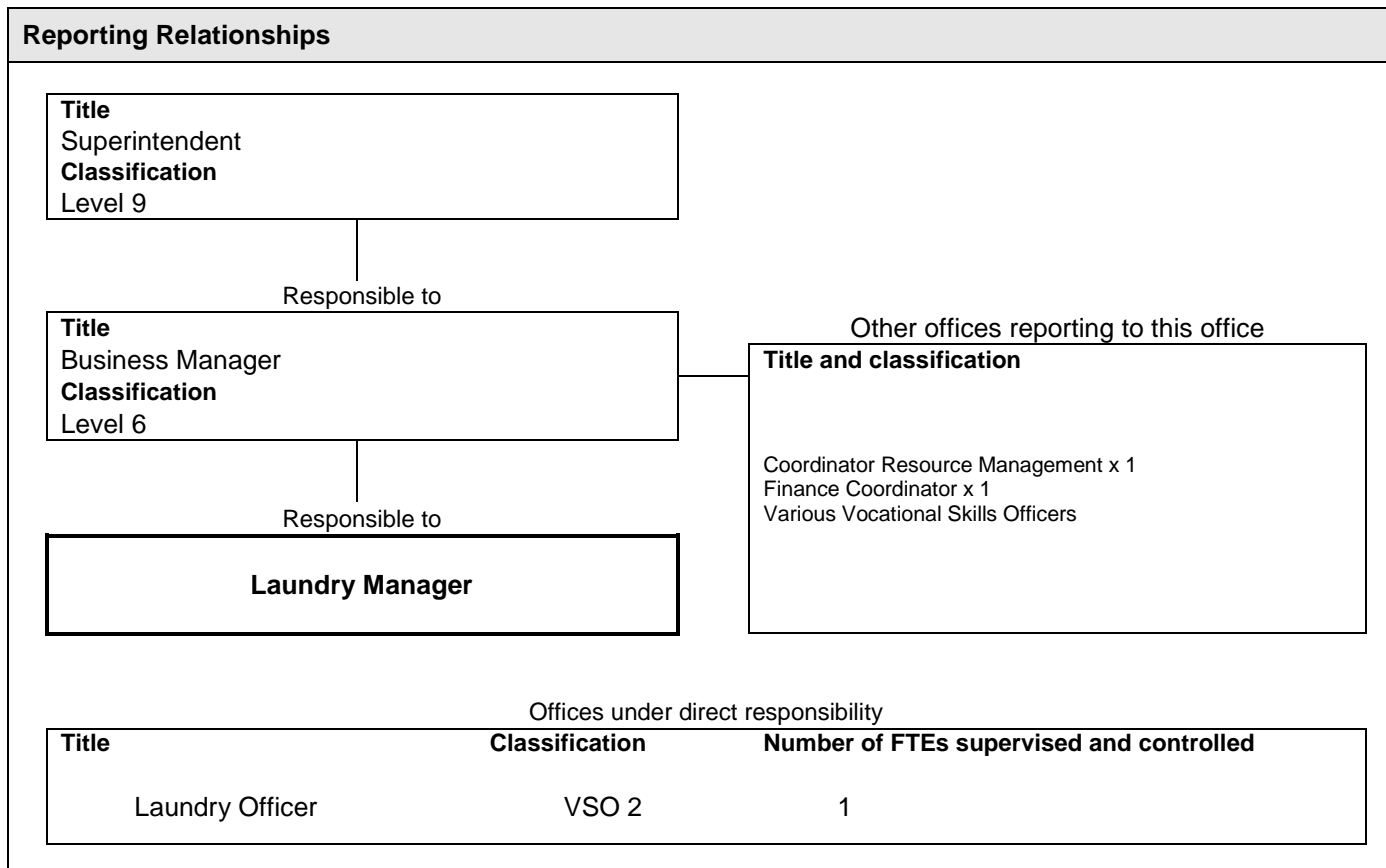 Reporting Relationships
Title
Superintendent
Classification
Level 9
Responsible to
Title
Business Manager
Classification
Level 6
Other offices reporting to this office
Title and classification
Coordinator Resource Management x 1
Finance Coordinator x 1
Various Vocational Skills Officers
Responsible to
Laundry Manager
Offices under direct responsibility
Title Classification Number of FTEs supervised and controlled
Laundry Officer VSO 2 1